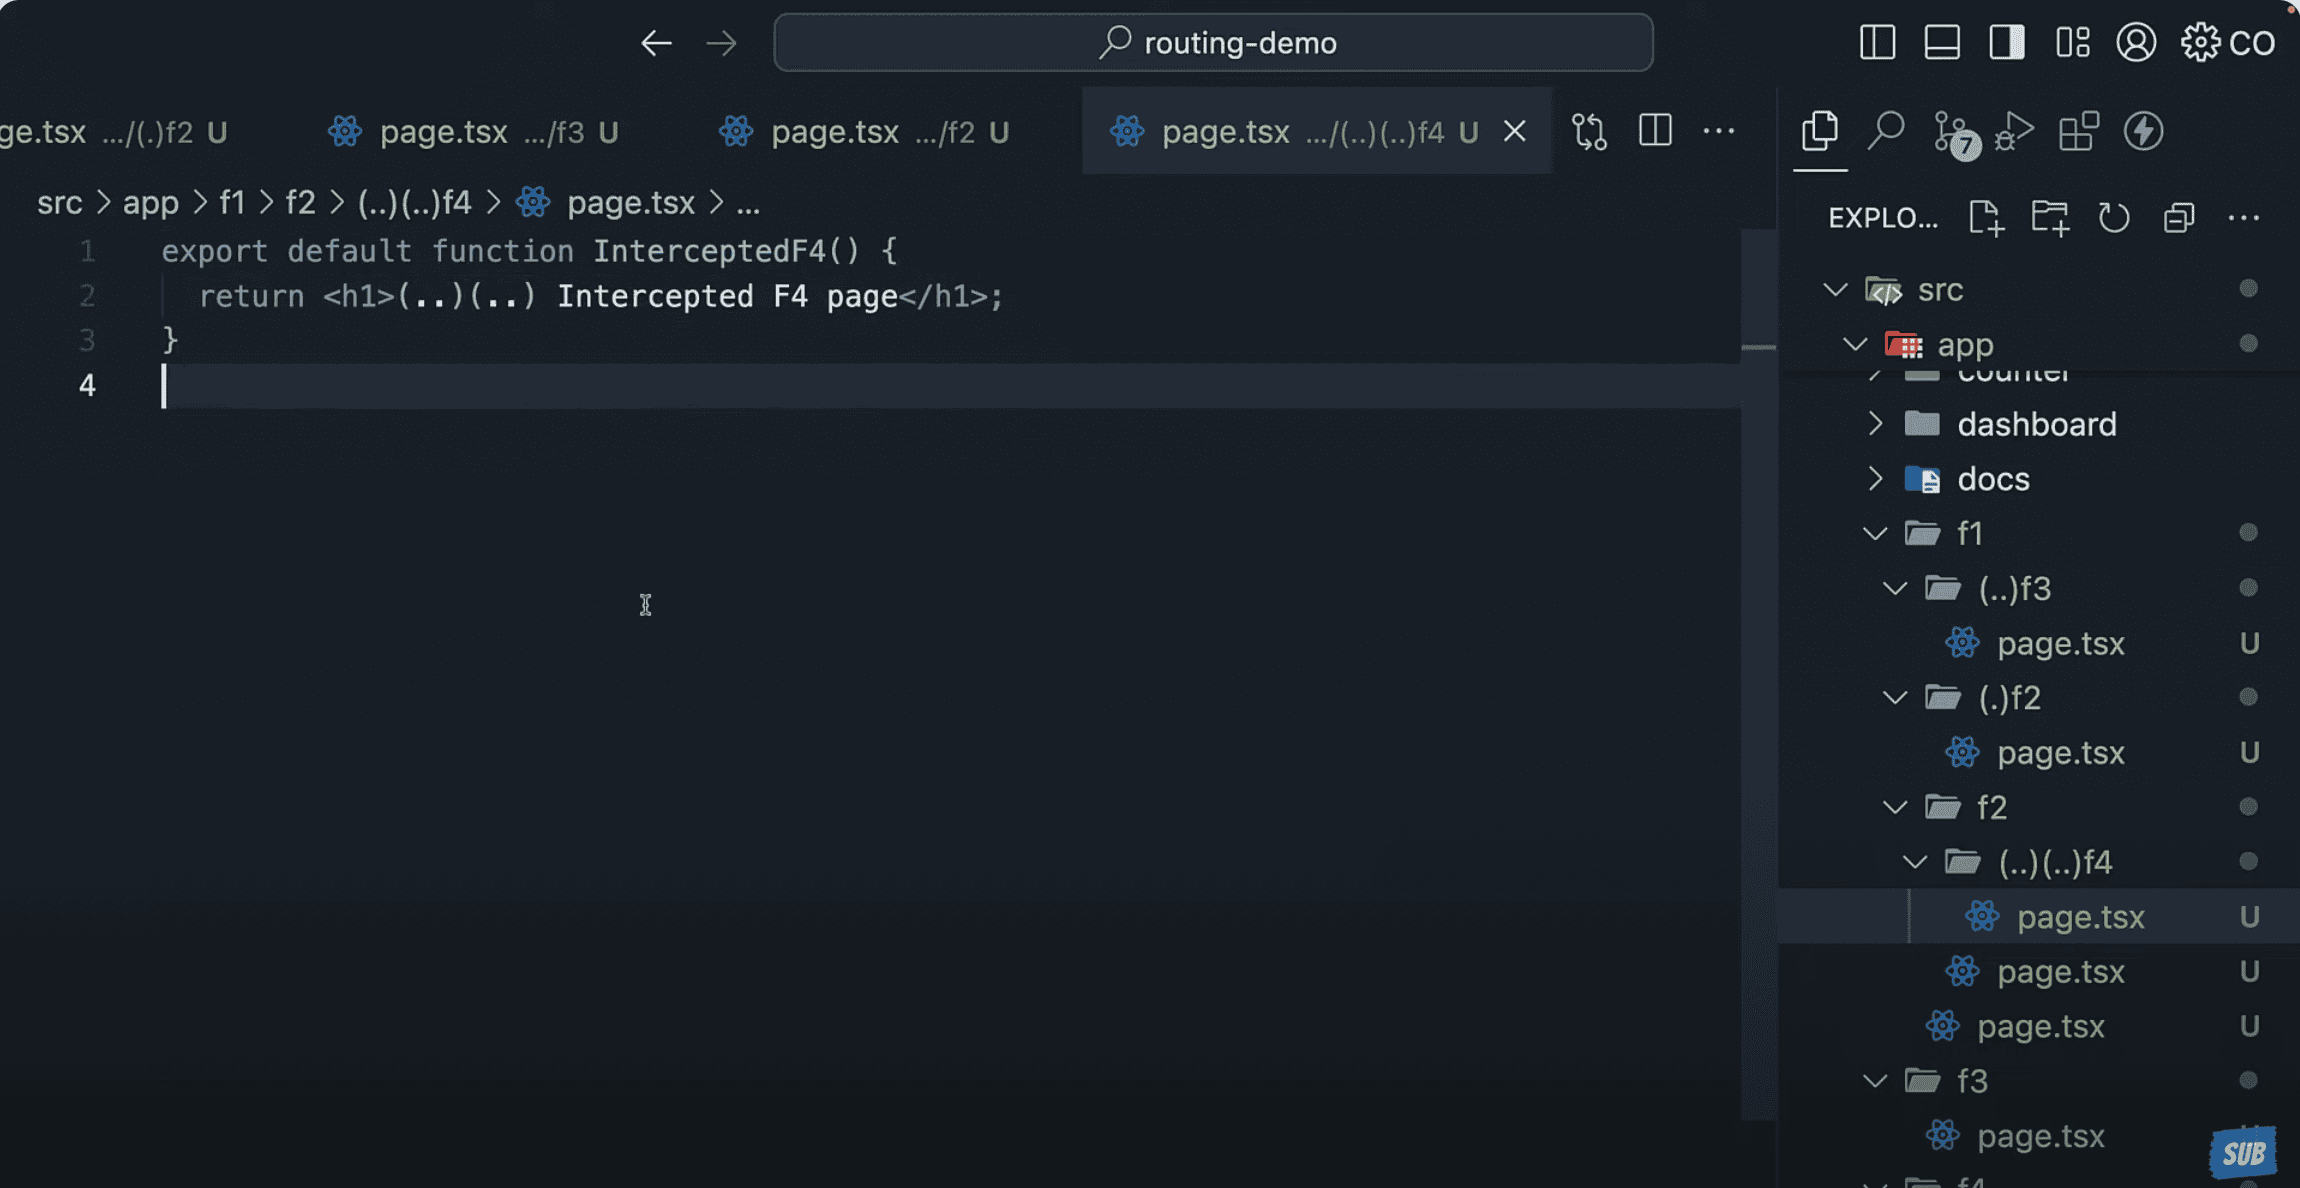 routing-demo
CO
ge.tsx .../(.)f2 U
page.tsx .../f3 U
page.tsx .../f2 U
page.tsx .../(..)(..)f4 U
7
src > app > f1 > f2 > (..)(..)f4 > page.tsx > ...
1 export default function InterceptedF4() {
2 return <h1>(..)(..) Intercepted F4 page</h1>;
3 }
4
EXPLO...
src
app
counter
dashboard
docs
f1
(..)f3
page.tsx U
(.)f2
page.tsx U
f2
(..)(..)f4
page.tsx U
page.tsx U
page.tsx U
f3
page.tsx
f4
SUB